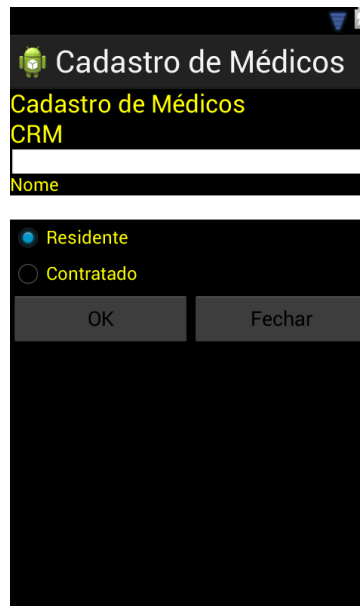 Cadastro de Médicos
Cadastro de Médicos
CRM
Nome
Residente
Contratado
OK
Fechar